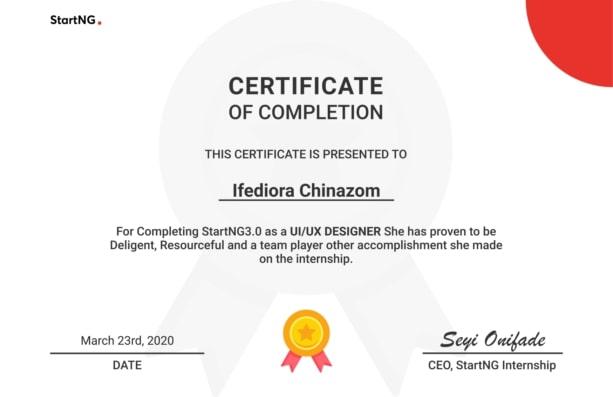 StartNG.
CERTIFICATE
OF COMPLETION
THIS CERTIFICATE IS PRESENTED TO
Ifediora Chinazom
For Completing StartNG3.0 as a UI/UX DESIGNER She has proven to be
Deligent, Resourceful and a team player other accomplishment she made
on the internship.
March 23rd, 2020
DATE
Seyi Onifade
CEO, StartNG Internship